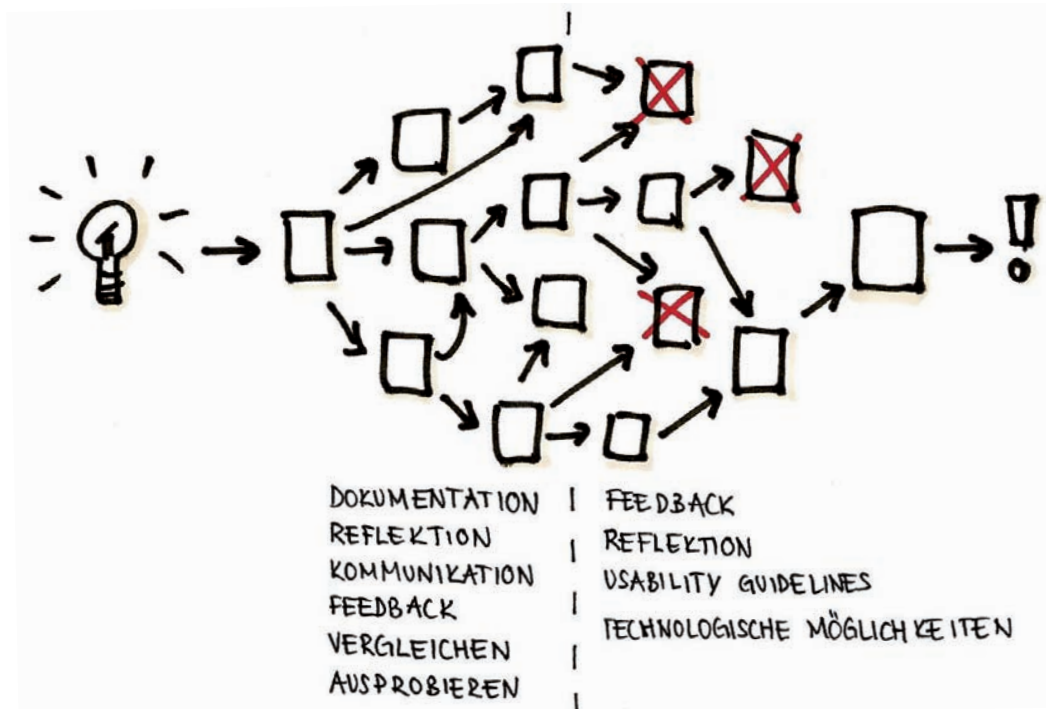 DOKUMENTATION
REFLEKTION
KOMMUNIKATION
FEEDBACK
VERGLEICHEN
AUSPROBIEREN
FEEDBACK
REFLEKTION
USABILITY GUIDELINES
TECHNOLOGISCHE MÖGLICHKEITEN